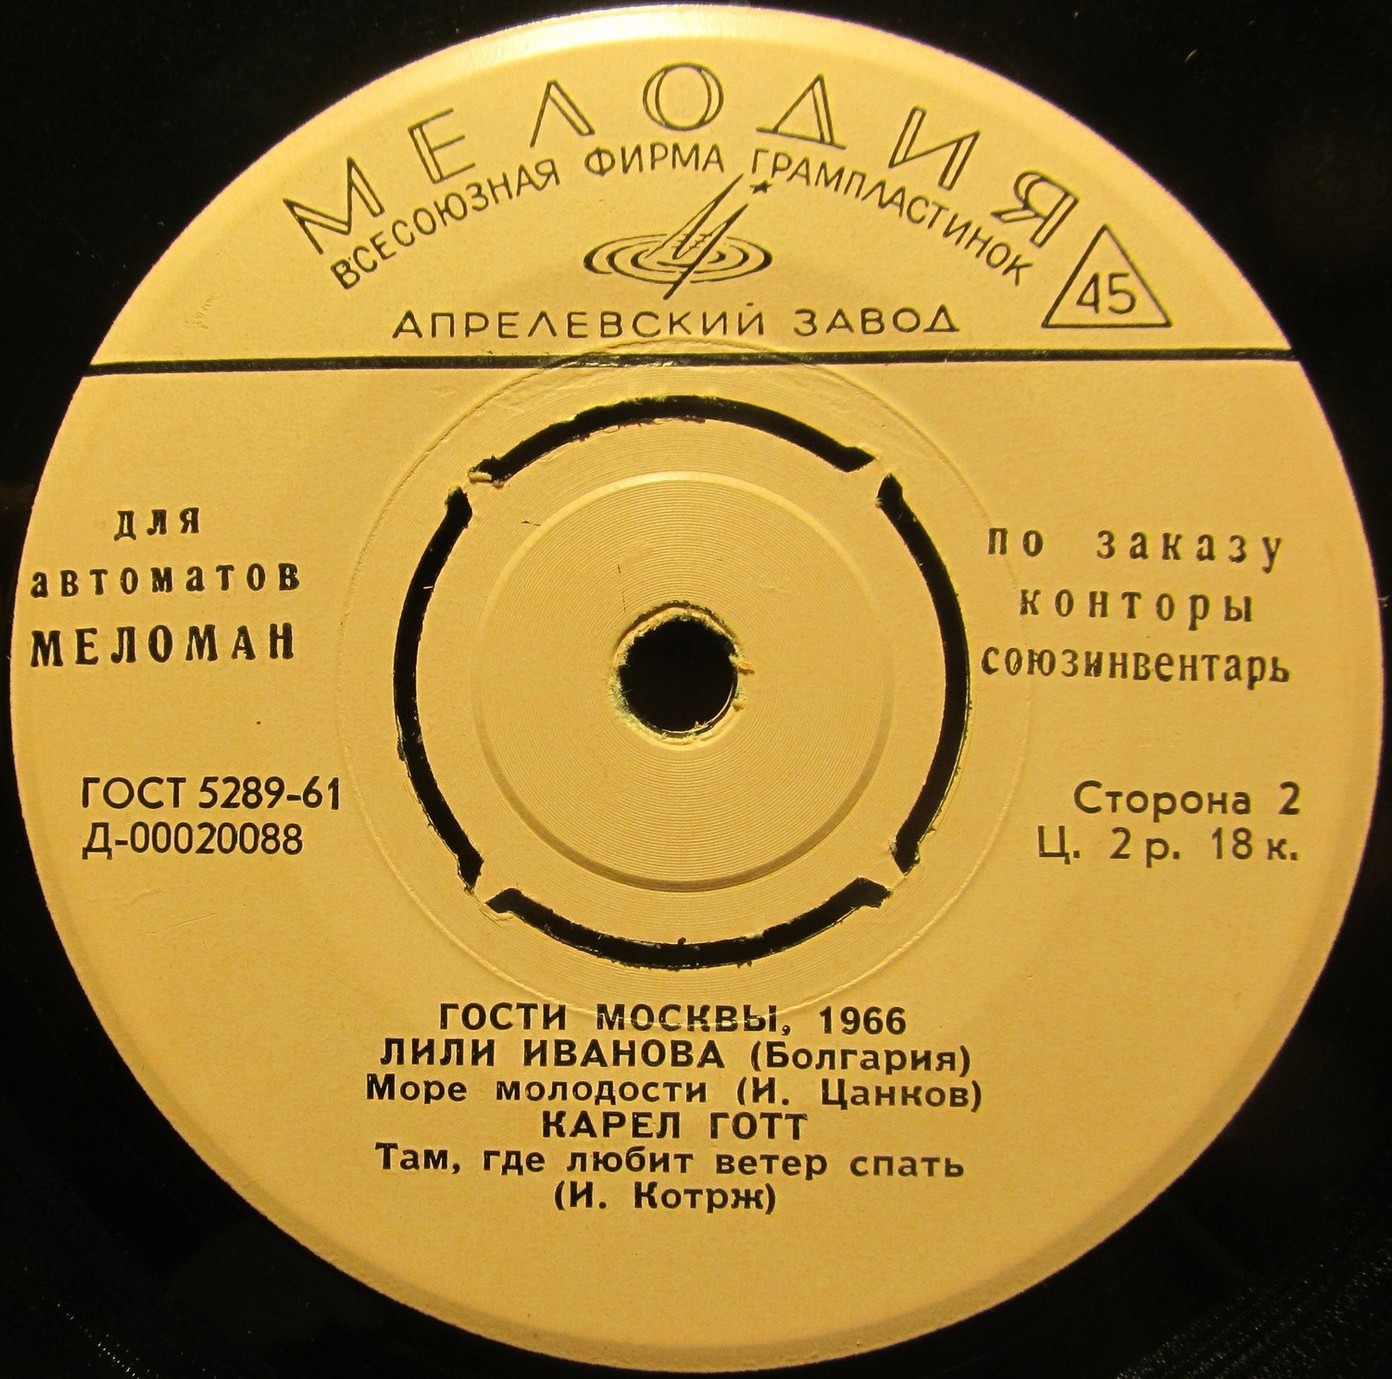 МЕЛОДИЯ
ВСЕСОЮЗНАЯ ФИРМА ГРАМПЛАСТИНОК
45
АПРЕЛЕВСКИЙ ЗАВОД
для
автоматов
МЕЛОМАН
по заказу
конторы
союзинвентарь
ГОСТ 5289-61
Д-00020088
Сторона 2
Ц. 2 р. 18 к.
ГОСТИ МОСКВЫ, 1966
ЛИЛИ ИВАНОВА (Болгария)
Море молодости (И. Цанков)
КАРЕЛ ГОТТ
Там, где любит ветер спать
(И. Котрж)